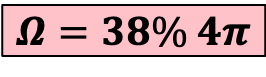 Ω = 38% 4π